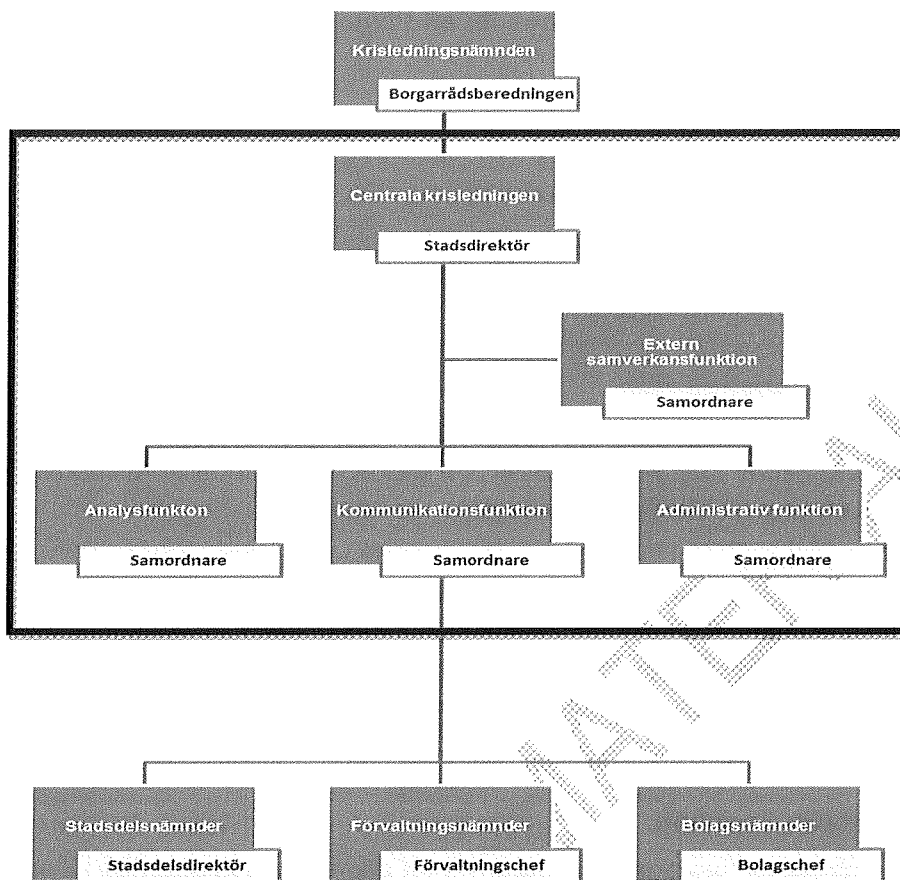 Krisledningsnämnden
Borgarrådsberedningen
Centrala krisledningen
Stadsdirektör
Extern
samverkansfunktion
Samordnare
Analysfunkton
Samordnare
Kommunikationsfunktion
Samordnare
Administrativ funktion
Samordnare
Stadsdelsnämnder
Stadsdelsdirektör
Förvaltningsnämnder
Förvaltningschef
Bolagsnämnder
Bolagschef